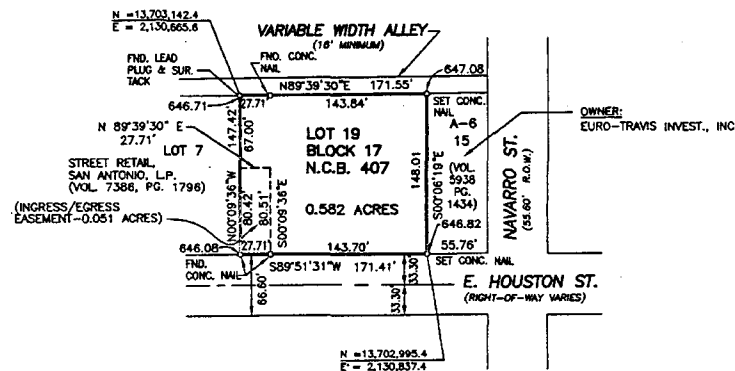 N =13,703,142.4
E = 2,130,665.6
VARIABLE WIDTH ALLEY
(16' MINIMUM)
FND. LEAD
PLUG & SUR.
TACK
FND. CONC.
NAIL
647.08
N89°39'30"E 171.55'
646.71
27.71'
143.84'
SET CONC.
NAIL
A-6
15
(VOL.
5938
PG.
1434)
OWNER:
EURO-TRAVIS INVEST., INC
N 89°39'30" E
27.71'
LOT 7
147.42'
67.00'
LOT 19
BLOCK 17
N.C.B. 407
0.582 ACRES
148.01
S00°06'19"E
NAVARRO ST.
(55.60' R.O.W.)
STREET RETAIL,
SAN ANTONIO, L.P.
(VOL. 7386, PG. 1796)
N00°09'36"W
80.42'
80.51'
S00°09'36"E
(INGRESS/EGRESS
EASEMENT-0.051 ACRES)
646.82
646.08
27.71'
143.70'
55.76'
FND.
CONC. NAIL
S89°51'31"W 171.41'
SET CONC. NAIL
66.60'
33.30'
33.30'
E. HOUSTON ST.
(RIGHT-OF-WAY VARIES)
N =13,702,995.4
E = 2,130,837.4